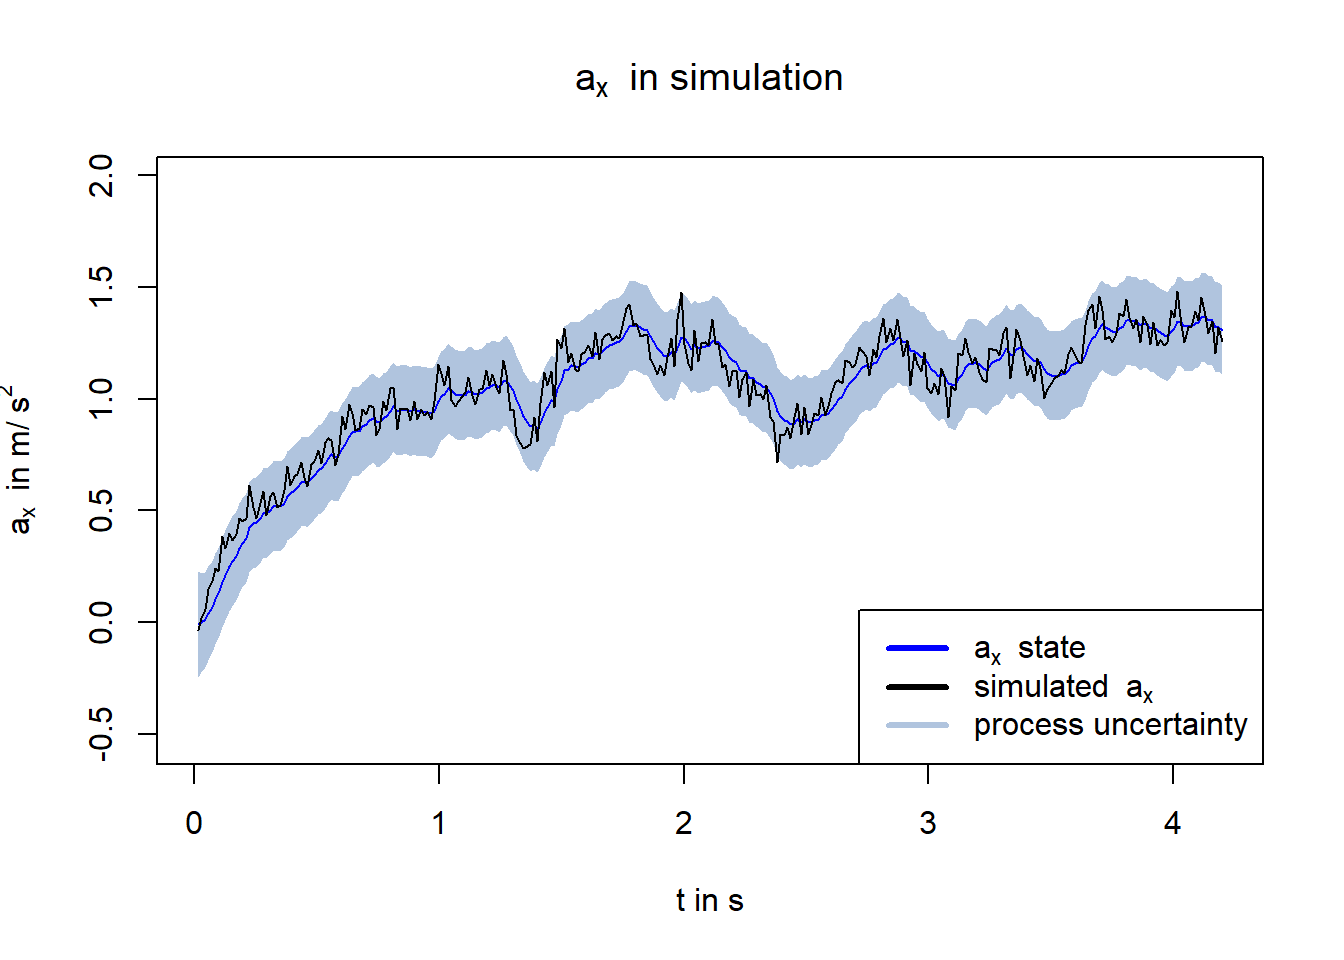 aₓ in simulation
2.0
1.5
1.0
0.5
0.0
-0.5
aₓ in m/s²
0 1 2 3 4
t in s
aₓ state
simulated aₓ
process uncertainty